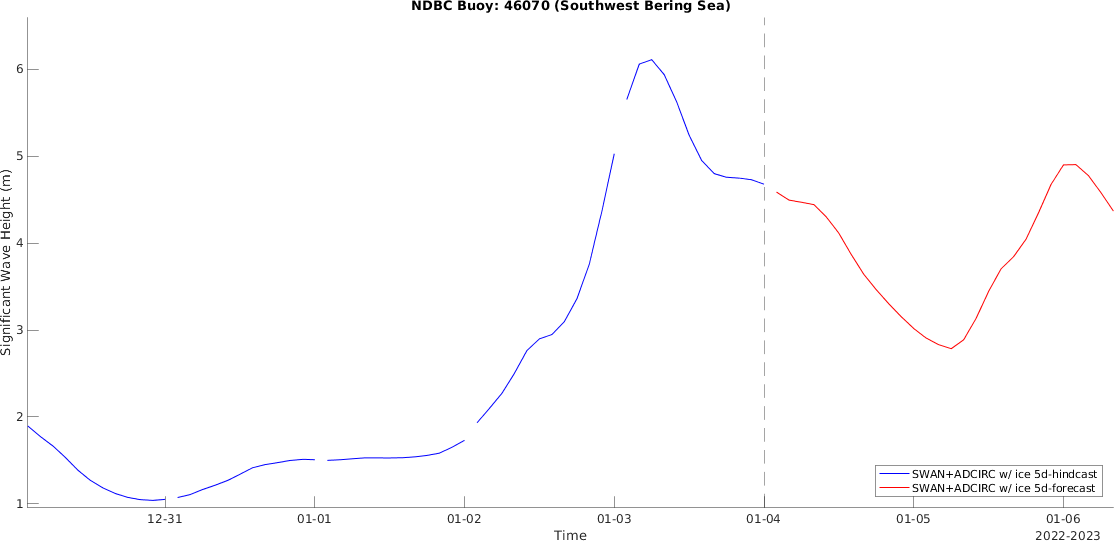 NDBC Buoy: 46070 (Southwest Bering Sea)
Significant Wave Height (m)
6
5
4
3
2
1
SWAN+ADCIRC w/ ice 5d-hindcast
SWAN+ADCIRC w/ ice 5d-forecast
12-31 01-01 01-02 01-03 01-04 01-05 01-06
Time
2022-2023